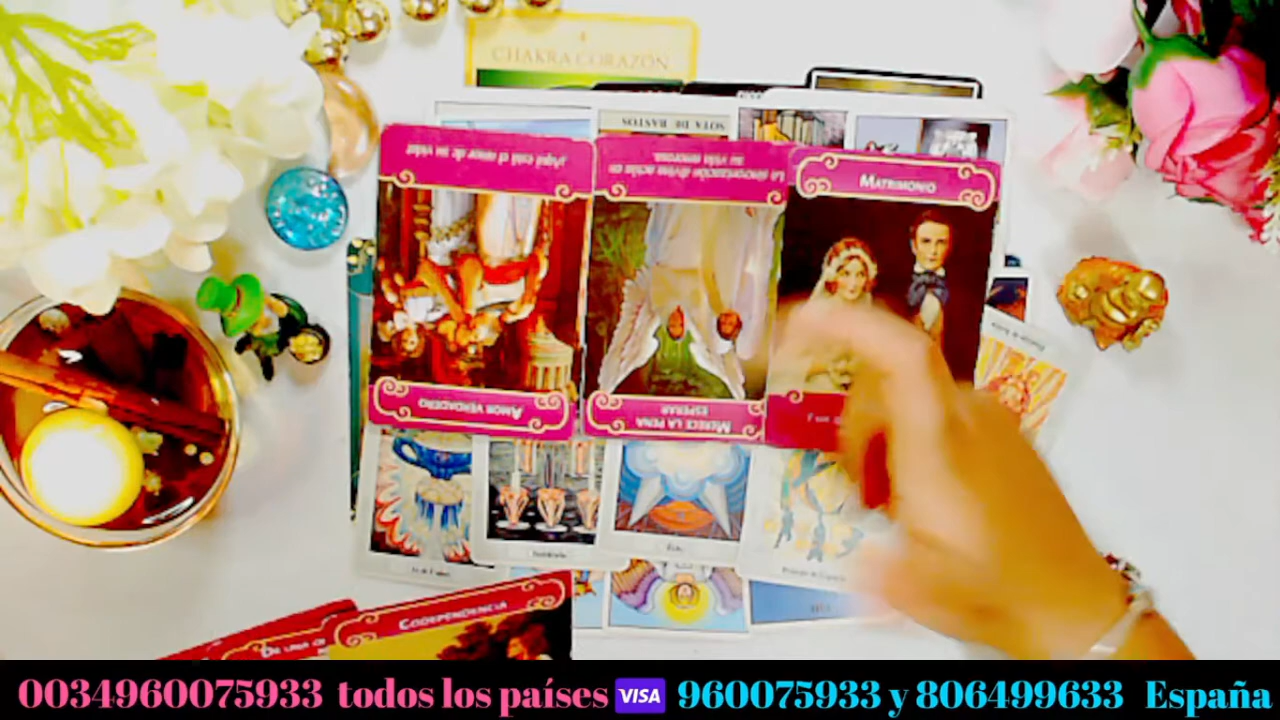 4
CHAKRA CORAZÓN
SOTA DE BASTOS
¡Aquí está el amor de su vida!
La sincronización divina actúa en
su vida amorosa.
MATRIMONIO
AMOR VERDADERO
MERECE LA PENA
ESPERAR
CODEPENDENCIA
0034960075933 todos los países VISA 960075933 y 806499633 España